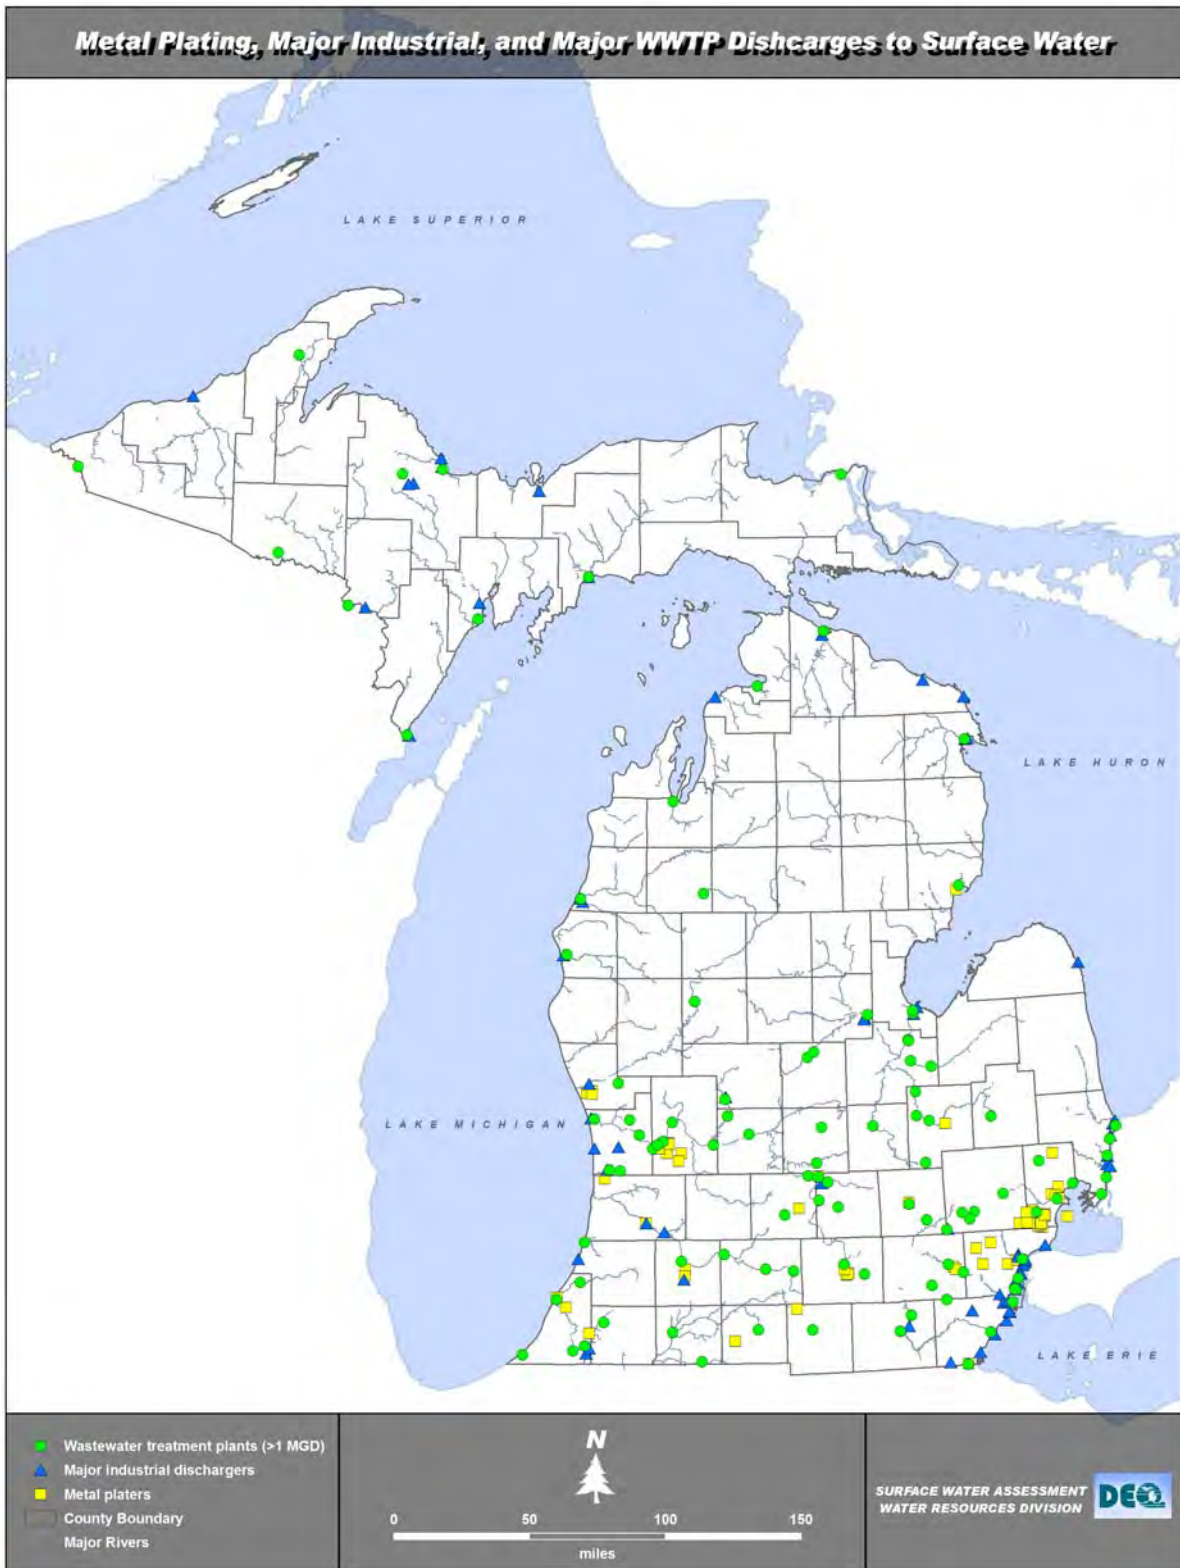 Metal Plating, Major Industrial, and Major WWTP Dishcarges to Surface Water
LAKE SUPERIOR
LAKE HURON
LAKE MICHIGAN
LAKE ERIE
Wastewater treatment plants (>1 MGD)
Major industrial dischargers
Metal platers
County Boundary
Major Rivers
N
0 50 100 150
miles
SURFACE WATER ASSESSMENT
WATER RESOURCES DIVISION
DEQ